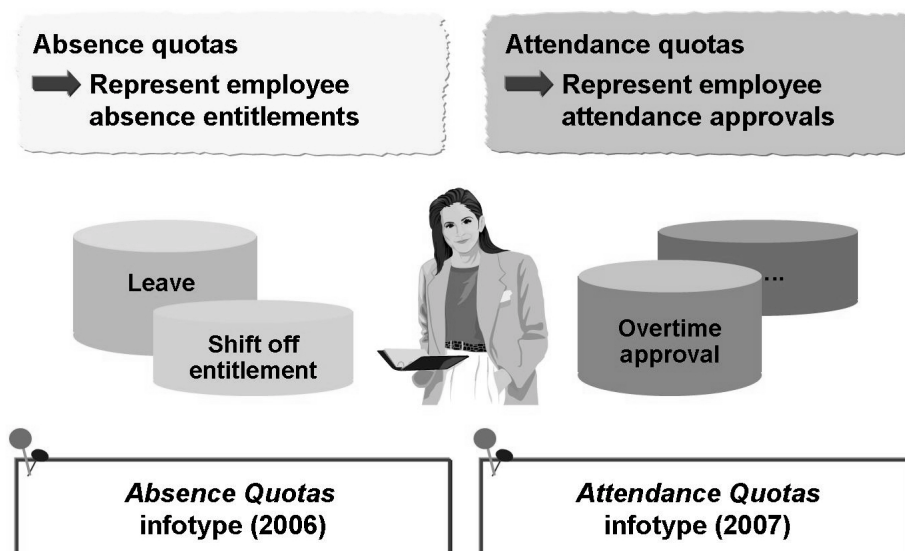 Absence quotas
Represent employee
absence entitlements
Attendance quotas
Represent employee
attendance approvals
Leave
Shift off
entitlement
...
Overtime
approval
Absence Quotas
infotype (2006)
Attendance Quotas
infotype (2007)